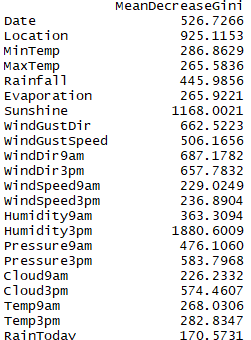 MeanDecreaseGini
Date 526.7266
Location 925.1153
MinTemp 286.8629
MaxTemp 265.5836
Rainfall 445.9856
Evaporation 265.9221
Sunshine 1168.0021
WindGustDir 662.5223
WindGustSpeed 506.1656
WindDir9am 687.1782
WindDir3pm 657.7832
WindSpeed9am 229.0249
WindSpeed3pm 236.8904
Humidity9am 363.3094
Humidity3pm 1880.6009
Pressure9am 476.1060
Pressure3pm 583.7968
Cloud9am 226.2332
Cloud3pm 574.4607
Temp9am 268.0306
Temp3pm 282.8347
RainToday 170.5731